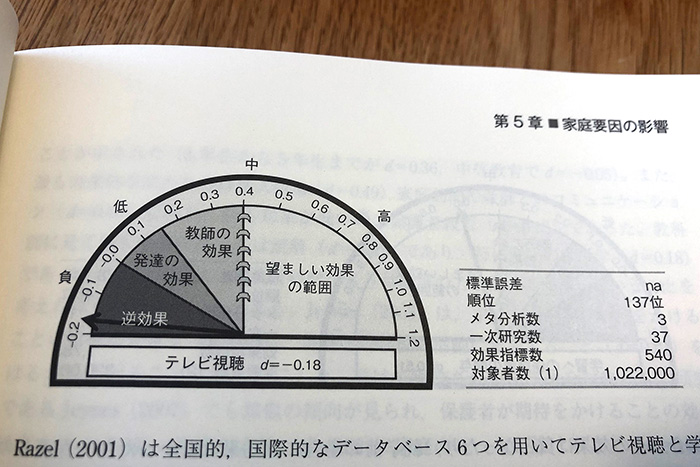 第5章■家庭要因の影響
中
低
高
負
-0.2
-0.1
-0.0
0.1
0.2
0.3
0.4
0.5
0.6
0.7
0.8
0.9
1.0
1.1
1.2
教師の
効果
発達の
効果
逆効果
望ましい効果
の範囲
テレビ視聴 d=-0.18
標準誤差 na
順位 137位
メタ分析数 3
一次研究数 37
効果指標数 540
対象者数(1) 1,022,000
Razel(2001)は全国的,国際的なデータベース6つを用いてテレビ視聴と学